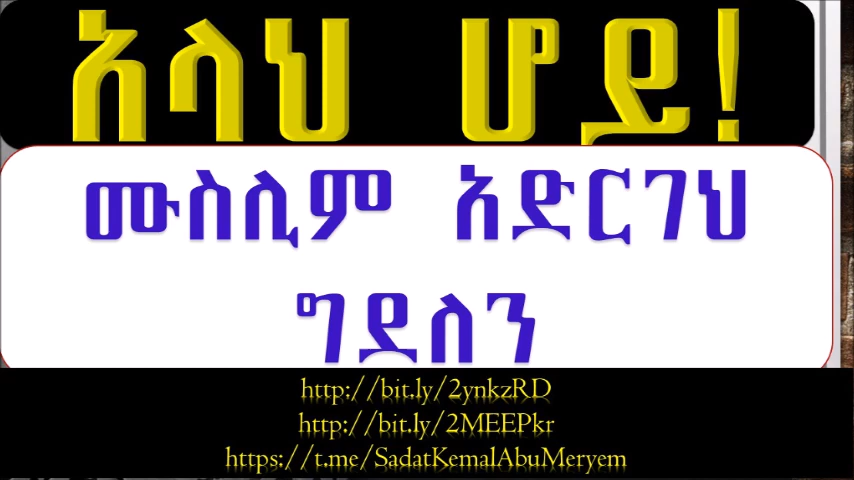 አላህ ሆይ!
ሙስሊም አድርገህ
ግደለን
http://bit.ly/2ynkzRD
http://bit.ly/2MEEPkr
https://t.me/SadatKemalAbuMeryem